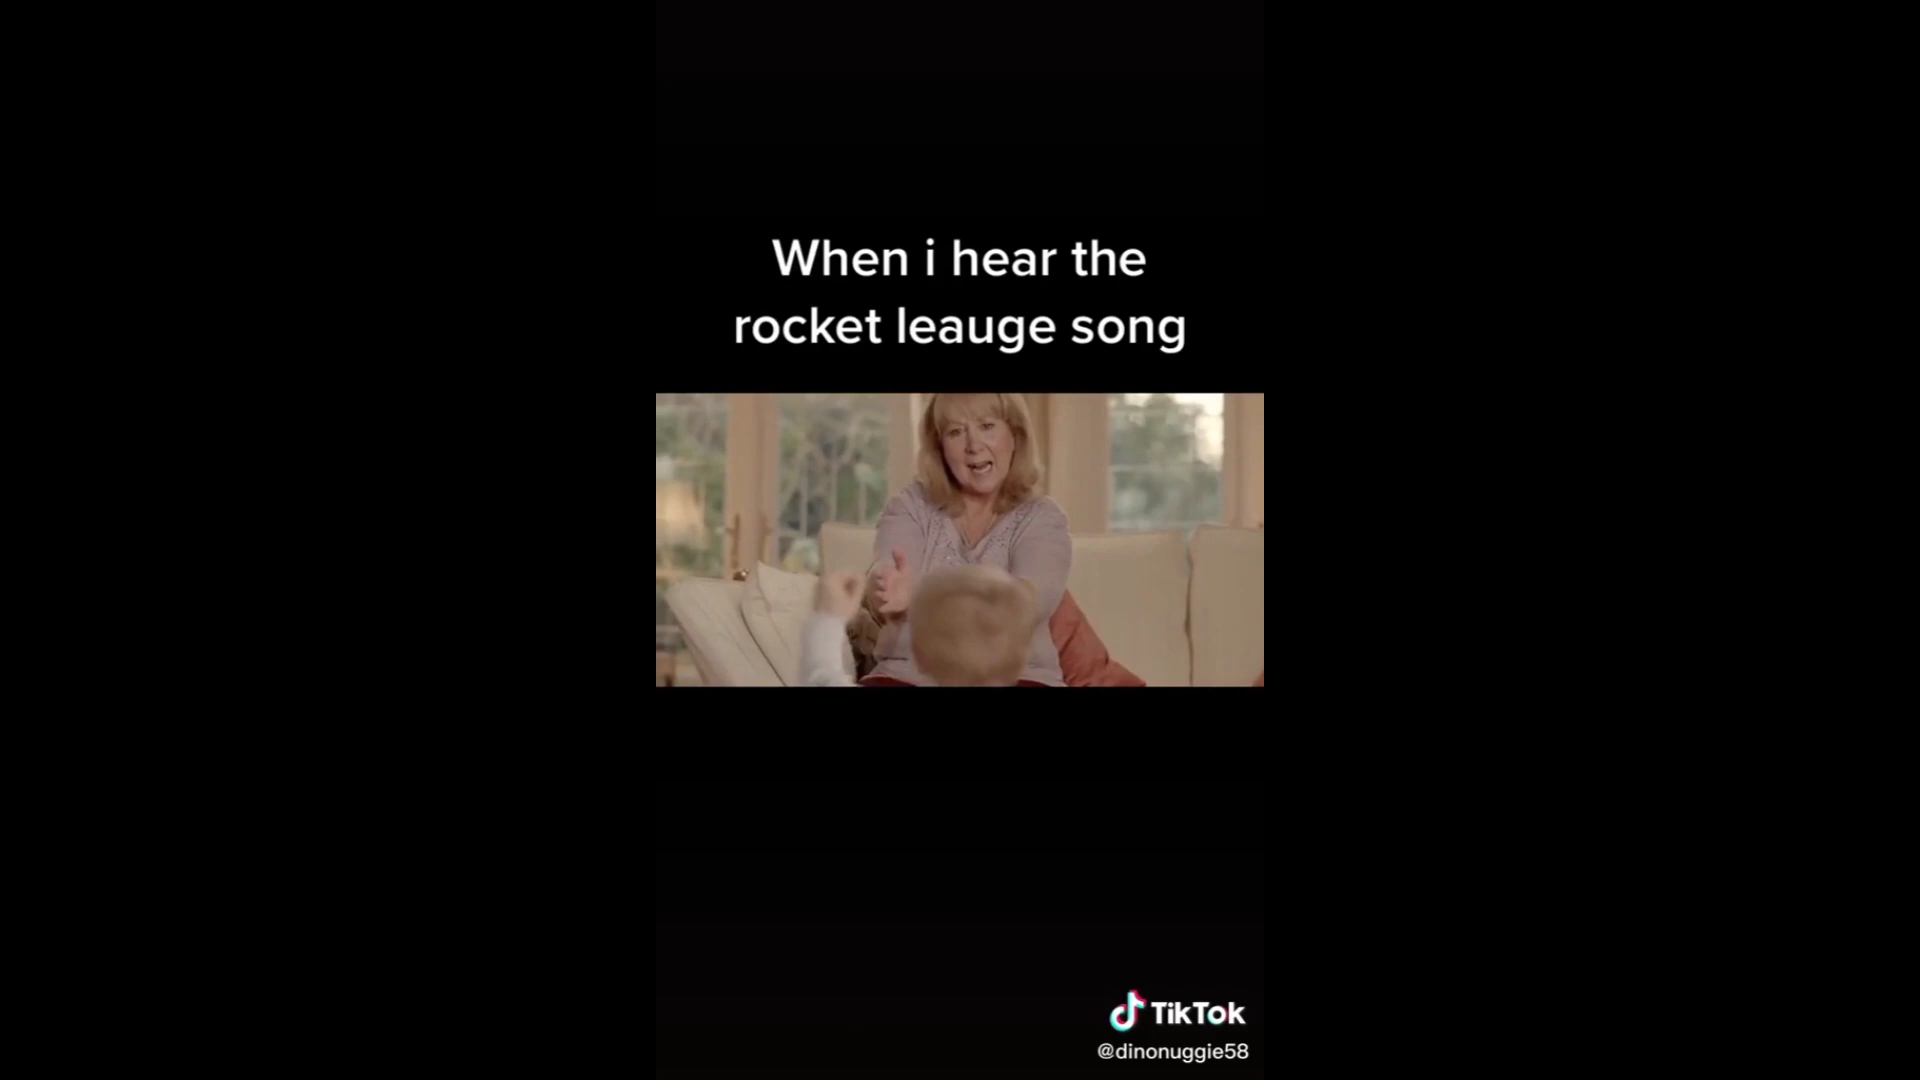 When i hear the
rocket leauge song
TikTok
@dinonuggie58